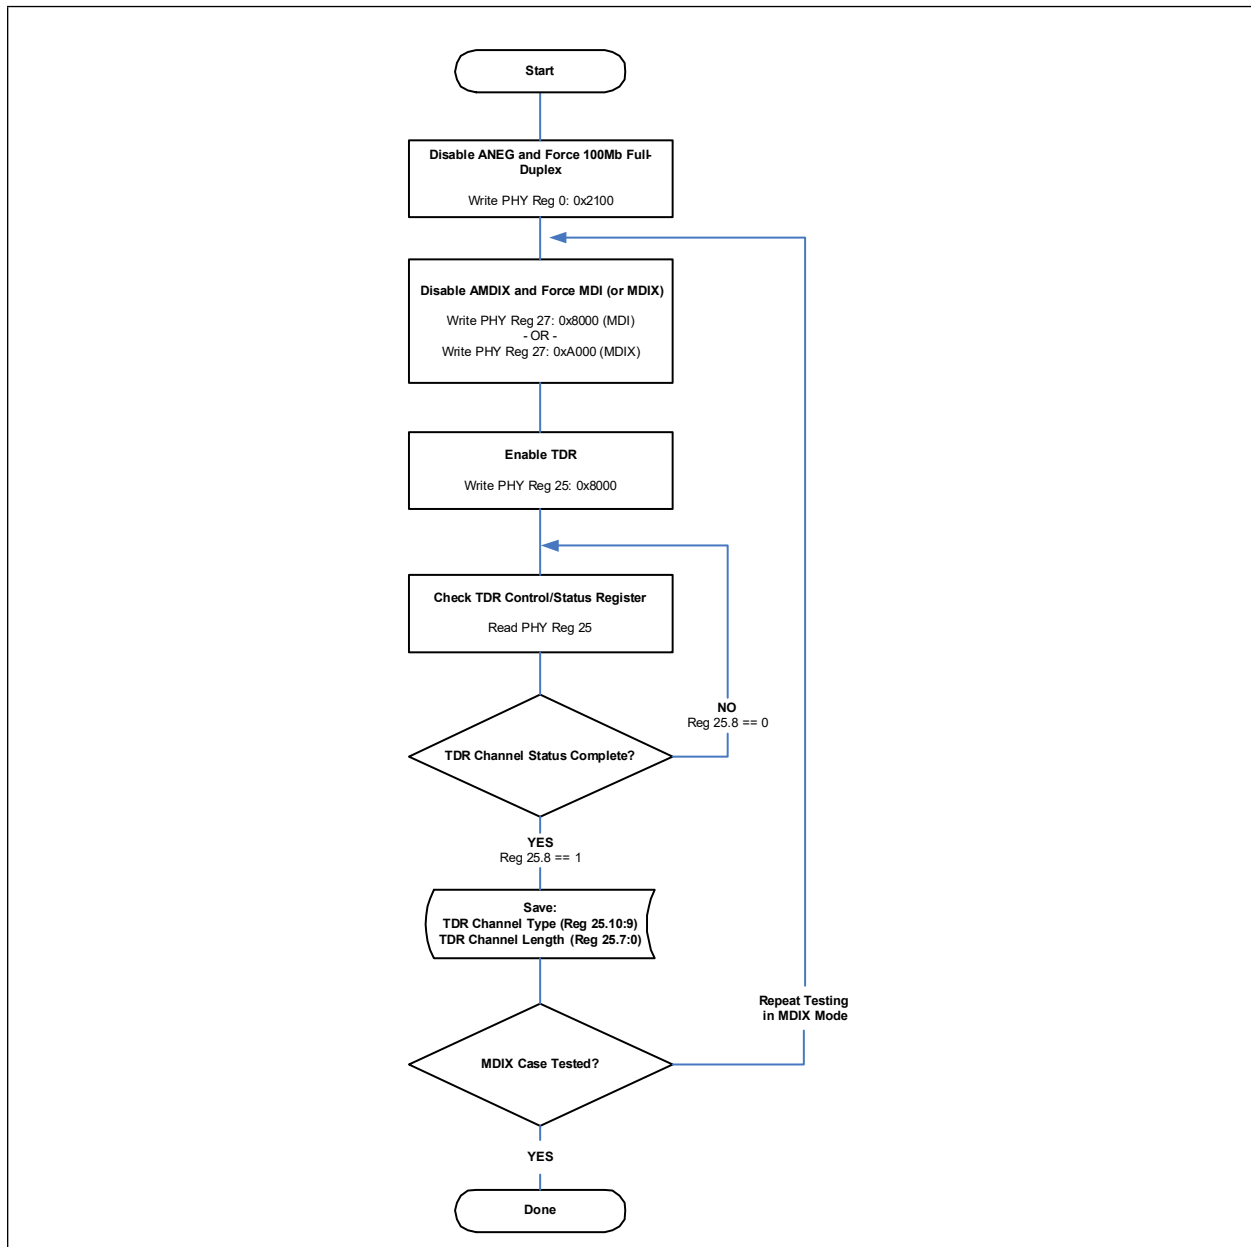 Start
Disable ANEG and Force 100Mb Full-
Duplex
Write PHY Reg 0: 0x2100
Disable AMDIX and Force MDI (or MDIX)
Write PHY Reg 27: 0x8000 (MDI)
- OR -
Write PHY Reg 27: 0xA000 (MDIX)
Enable TDR
Write PHY Reg 25: 0x8000
Check TDR Control/Status Register
Read PHY Reg 25
NO
Reg 25.8 == 0
TDR Channel Status Complete?
YES
Reg 25.8 == 1
Save:
TDR Channel Type (Reg 25.10:9)
TDR Channel Length (Reg 25.7:0)
Repeat Testing
in MDIX Mode
MDIX Case Tested?
YES
Done